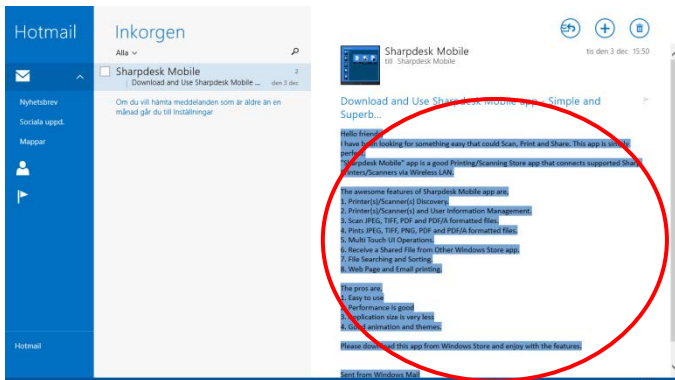 Hotmail
Nyhetsbrev
Sociala uppd.
Mappar
Hotmail
Inkorgen
Alla
Sharpdesk Mobile 2
Download and Use Sharpdesk Mobile ... den 3 dec
Om du vill hämta meddelanden som är äldre än en
månad går du till Inställningar
Sharpdesk Mobile tis den 3 dec 15:50
till Sharpdesk Mobile
Download and Use Sharpdesk Mobile app - Simple and
Superb...
Hello friends,
I have been looking for something easy that could Scan, Print and Share. This app is simply
perfect.
"Sharpdesk Mobile" app is a good Printing/Scanning Store app that connects supported Sharp
Printers/Scanners via Wireless LAN.
The awesome features of Sharpdesk Mobile app are,
1. Printer(s)/Scanner(s) Discovery.
2. Printer(s)/Scanner(s) and User Information Management.
3. Scan JPEG, TIFF, PDF and PDF/A formatted files.
4. Pints JPEG, TIFF, PNG, PDF and PDF/A formatted files.
5. Multi Touch UI Operations.
6. Receive a Shared File from Other Windows Store app.
7. File Searching and Sorting.
8. Web Page and Email printing.
The pros are,
1. Easy to use
2. Performance is good
3. Application size is very less
4. Good animation and themes.
Please download this app from Windows Store and enjoy with the features.
Sent from Windows Mail